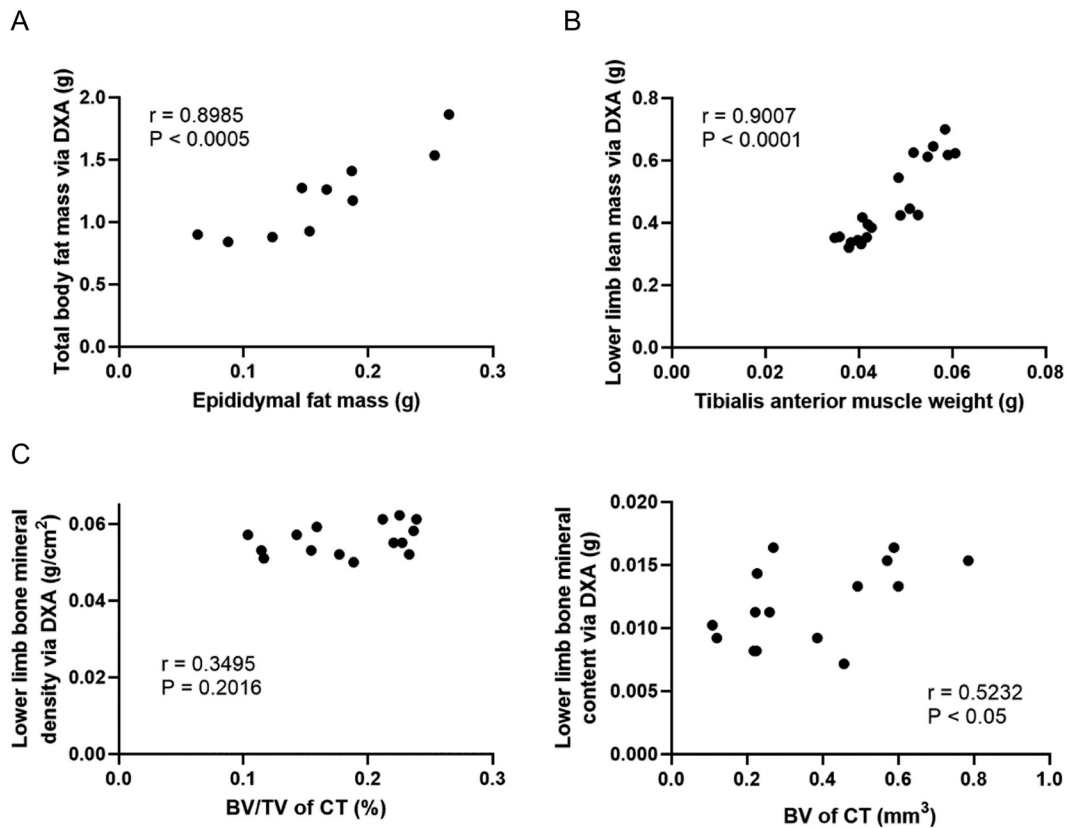 A
Total body fat mass via DXA (g)
2.0
1.5
1.0
0.5
0.0
r = 0.8985
P < 0.0005
0.0
0.1
0.2
0.3
Epididymal fat mass (g)
B
Lower limb lean mass via DXA (g)
0.8
0.6
0.4
0.2
0.0
r = 0.9007
P < 0.0001
0.00
0.02
0.04
0.06
0.08
Tibialis anterior muscle weight (g)
C
Lower limb bone mineral
density via DXA (g/cm²)
0.06
0.04
0.02
0.00
r = 0.3495
P = 0.2016
0.0
0.1
0.2
0.3
BV/TV of CT (%)
Lower limb bone mineral
content via DXA (g)
0.020
0.015
0.010
0.005
0.000
r = 0.5232
P < 0.05
0.0
0.2
0.4
0.6
0.8
1.0
BV of CT (mm³)